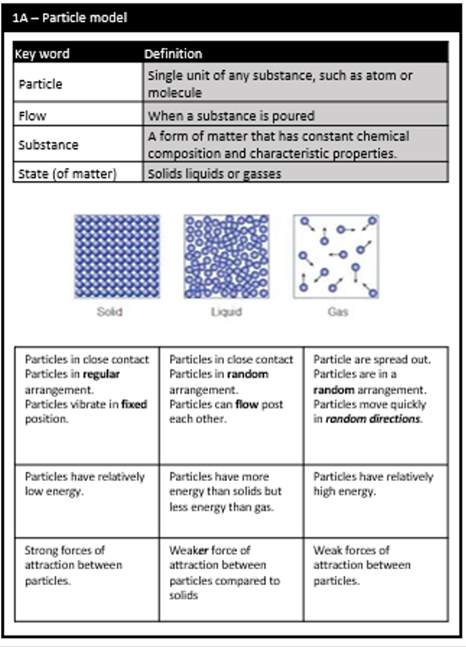 1A – Particle model
Key word Definition
Particle Single unit of any substance, such as atom or
molecule
Flow When a substance is poured
Substance A form of matter that has constant chemical
composition and characteristic properties.
State (of matter) Solids liquids or gasses
Solid Liquid Gas
Particles in close contact
Particles in regular
arrangement.
Particles vibrate in fixed
position.
Particles in close contact
Particles in random
arrangement.
Particles can flow post
each other.
Particle are spread out.
Particles are in a
random arrangement.
Particles move quickly
in random directions.
Particles have relatively
low energy.
Particles have more
energy than solids but
less energy than gas.
Particles have relatively
high energy.
Strong forces of
attraction between
particles.
Weaker force of
attraction between
particles compared to
solids
Weak forces of
attraction between
particles.